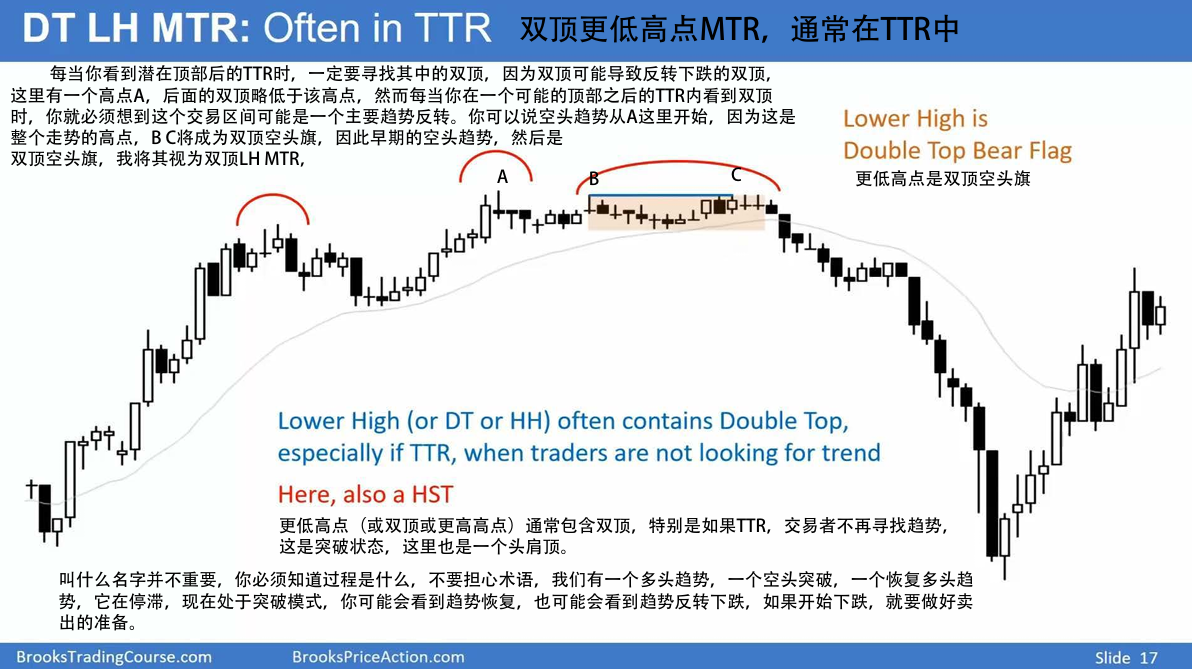 DT LH MTR: Often in TTR 双顶更低高点MTR，通常在TTR中
每当你看到潜在顶部后的TTR时，一定要寻找其中的双顶，因为双顶可能导致反转下跌的双顶，
这里有一个高点A，后面的双顶略低于该高点，然而每当你在一个可能的顶部之后的TTR内看到双顶
时，你就必须想到这个交易区间可能是一个主要趋势反转。你可以说空头趋势从A这里开始，因为这是
整个走势的高点，B C将成为双顶空头旗，因此早期的空头趋势，然后是
双顶空头旗，我将其视为双顶LH MTR，
Lower High is
Double Top Bear Flag
更低高点是双顶空头旗
A
B
C
Lower High (or DT or HH) often contains Double Top,
especially if TTR, when traders are not looking for trend
Here, also a HST
更低高点（或双顶或更高高点）通常包含双顶，特别是如果TTR，交易者不再寻找趋势，
这是突破状态，这里也是一个头肩顶。
叫什么名字并不重要，你必须知道过程是什么，不要担心术语，我们有一个多头趋势，一个空头突破，一个恢复多头趋
势，它在停滞，现在处于突破模式，你可能会看到趋势恢复，也可能会看到趋势反转下跌，如果开始下跌，就要做好卖
出的准备。
BrooksTradingCourse.com
BrooksPriceAction.com
Slide 17